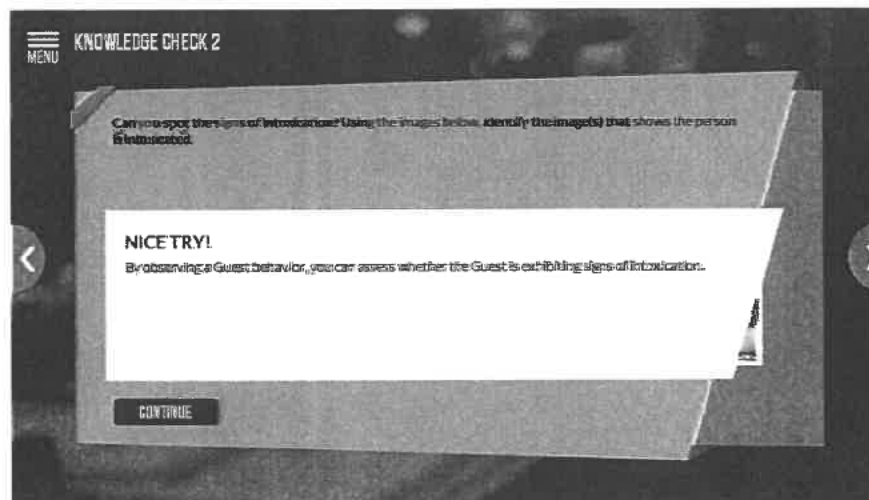 MENU
KNOWLEDGE CHECK 2
Can you spot the signs of intoxication? Using the images below, identify the image(s) that shows the person
is intoxicated.
NICE TRY!
By observing a Guest behavior, you can assess whether the Guest is exhibiting signs of intoxication.
CONTINUE